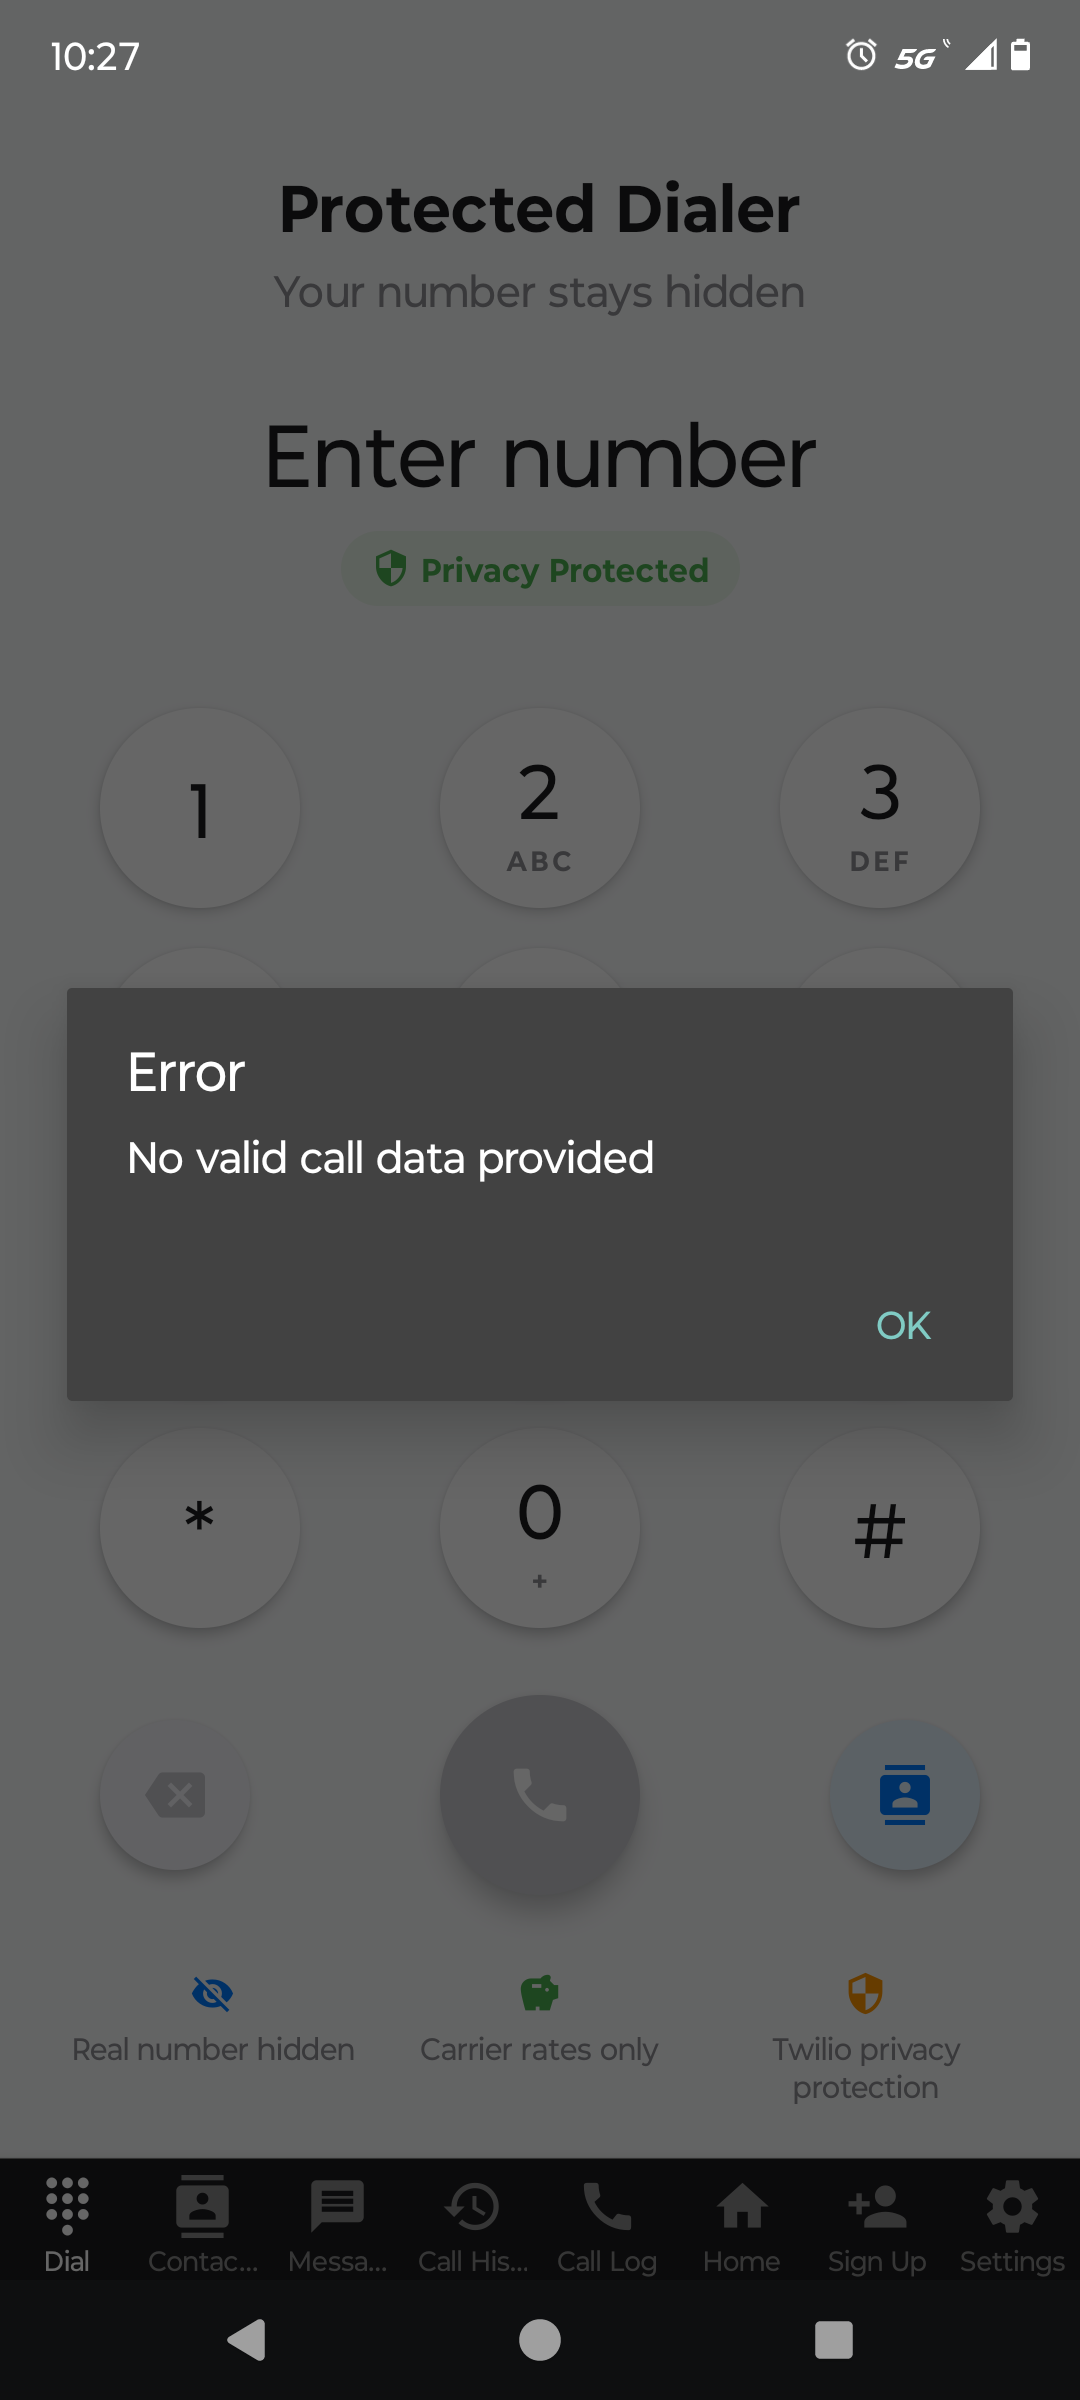 10:27
5G
Protected Dialer
Your number stays hidden
Enter number
Privacy Protected
1
2
3
ABC
DEF
Error
No valid call data provided
OK
*
0
#
+
Real number hidden
Carrier rates only
Twilio privacy
protection
Dial
Contac...
Messa...
Call His...
Call Log
Home
Sign Up
Settings